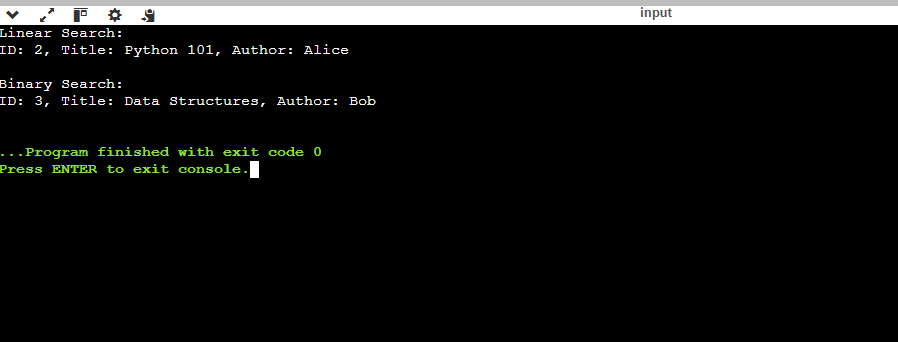 input
Linear Search:
ID: 2, Title: Python 101, Author: Alice
Binary Search:
ID: 3, Title: Data Structures, Author: Bob
...Program finished with exit code 0
Press ENTER to exit console.